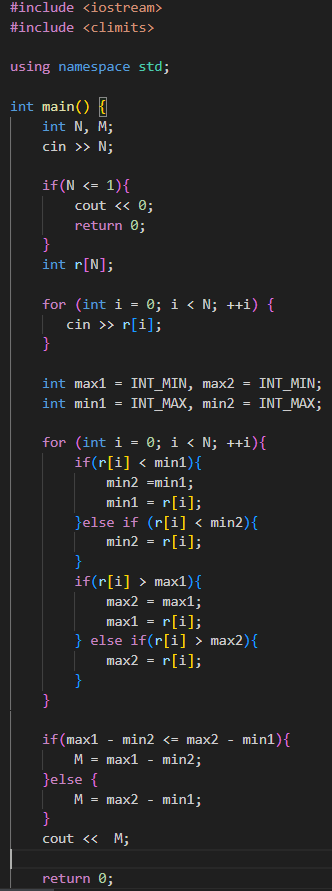 #include <iostream>
#include <climits>
using namespace std;
int main() {
int N, M;
cin >> N;
if(N <= 1){
cout << 0;
return 0;
}
int r[N];
for (int i = 0; i < N; ++i) {
cin >> r[i];
}
int max1 = INT_MIN, max2 = INT_MIN;
int min1 = INT_MAX, min2 = INT_MAX;
for (int i = 0; i < N; ++i){
if(r[i] < min1){
min2 =min1;
min1 = r[i];
}else if (r[i] < min2){
min2 = r[i];
}
if(r[i] > max1){
max2 = max1;
max1 = r[i];
} else if(r[i] > max2){
max2 = r[i];
}
}
if(max1 - min2 <= max2 - min1){
M = max1 - min2;
}else {
M = max2 - min1;
}
cout <<  M;
return 0;